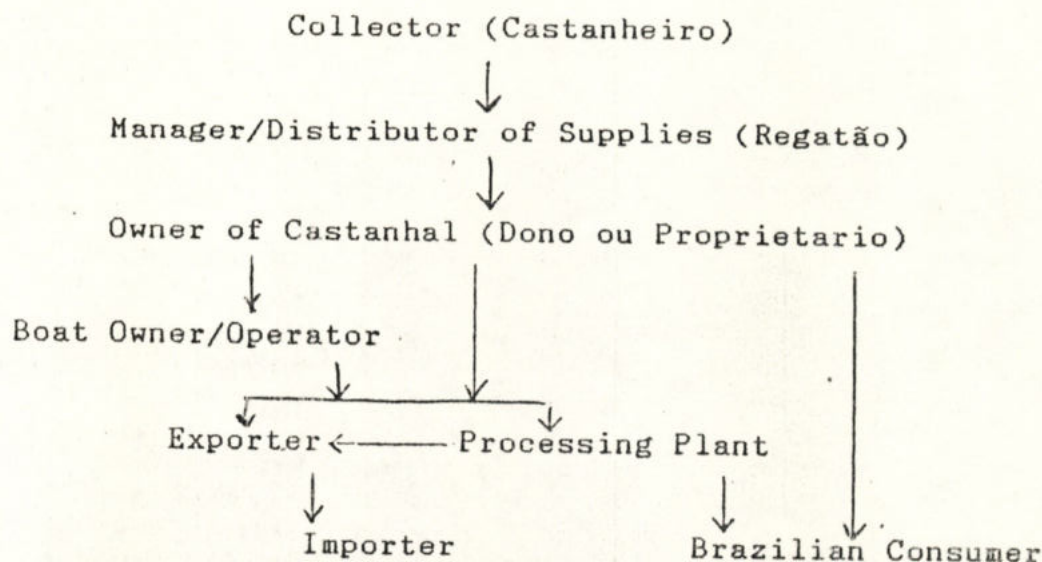 Collector (Castanheiro)
Manager/Distributor of Supplies (Regatão)
Owner of Castanhal (Dono ou Proprietario)
Boat Owner/Operator
Exporter Processing Plant
Importer Brazilian Consumer